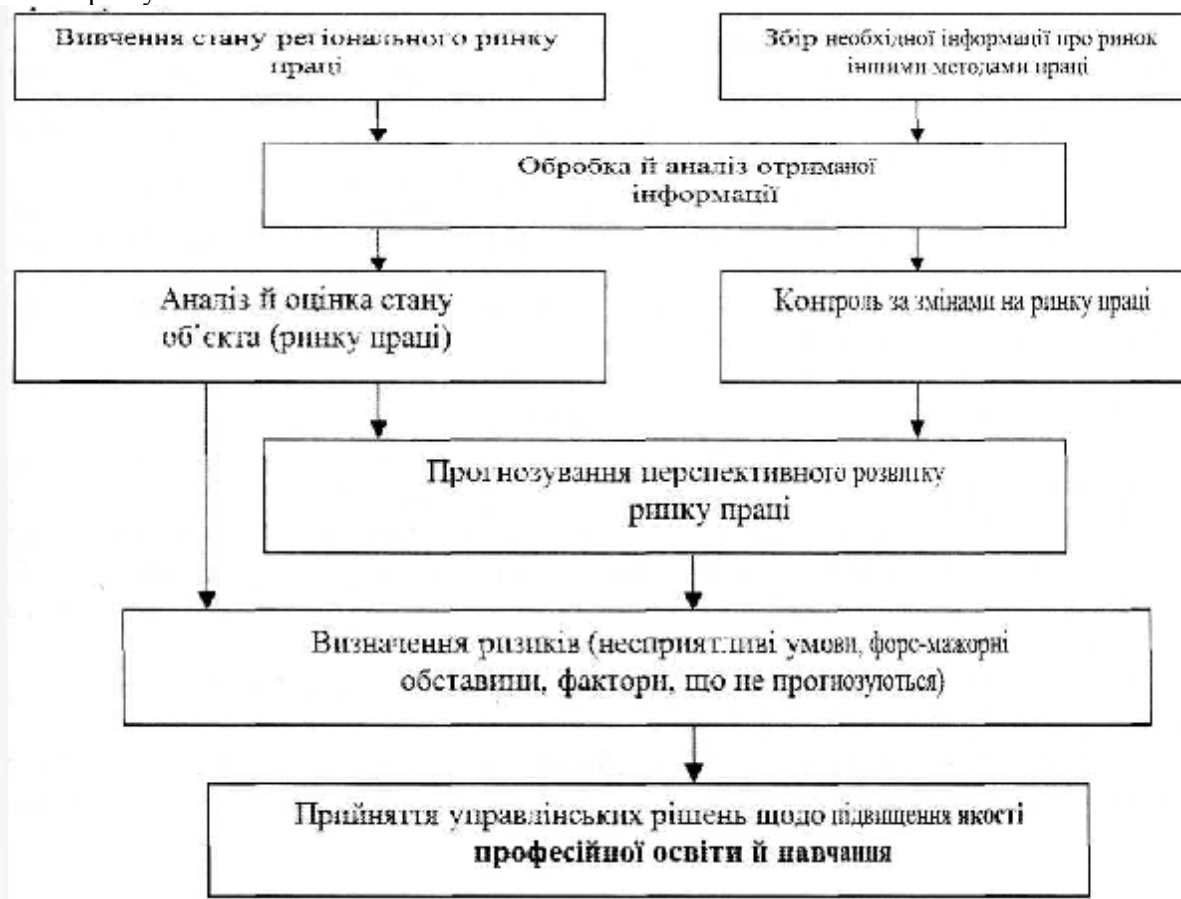 Вивчення стану регіонального ринку
праці
Збір необхідної інформації про ринок
іншими методами праці
Обробка й аналіз отриманої
інформації
Аналіз й оцінка стану
об'єкта (ринку праці)
Контроль за змінами на ринку праці
Прогнозування перспективного розвитку
ринку праці
Визначення ризиків (несприятливі умови, форс-мажорні
обставини, фактори, що не прогнозуються)
Прийняття управлінських рішень щодо підвищення якості
професійної освіти й навчання